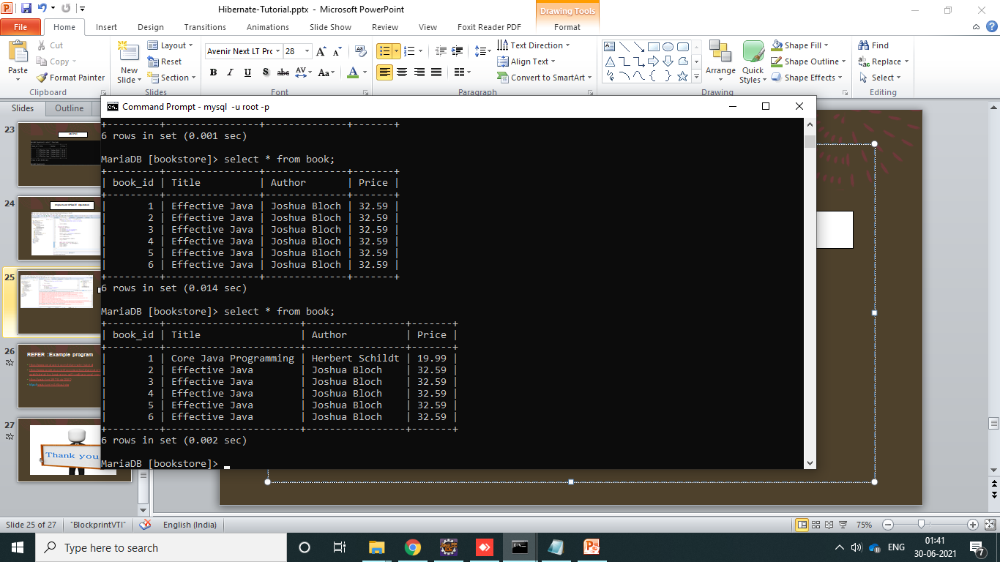 Hibernate-Tutorial.pptx - Microsoft PowerPoint
Drawing Tools
File Home Insert Design Transitions Animations Slide Show Review View Foxit Reader PDF Format
Paste Cut Copy Format Painter
New Slide Layout Reset Section
Avenir Next LT Prc 28
B I U S abc AV Aa A
Text Direction Align Text Convert to SmartArt
Arrange Quick Styles Shape Fill Shape Outline Shape Effects
Find Replace Select
Clipboard Slides Font Paragraph Drawing Editing
Slides Outline
Command Prompt - mysql -u root -p
+---------+----------------+--------------+-------+
6 rows in set (0.001 sec)
MariaDB [bookstore]> select * from book;
+---------+----------------+--------------+-------+
| book_id | Title | Author | Price |
+---------+----------------+--------------+-------+
| 1 | Effective Java | Joshua Bloch | 32.59 |
| 2 | Effective Java | Joshua Bloch | 32.59 |
| 3 | Effective Java | Joshua Bloch | 32.59 |
| 4 | Effective Java | Joshua Bloch | 32.59 |
| 5 | Effective Java | Joshua Bloch | 32.59 |
| 6 | Effective Java | Joshua Bloch | 32.59 |
+---------+----------------+--------------+-------+
6 rows in set (0.014 sec)
MariaDB [bookstore]> select * from book;
+---------+-----------------------+-----------------+-------+
| book_id | Title | Author | Price |
+---------+-----------------------+-----------------+-------+
| 1 | Core Java Programming | Herbert Schildt | 19.99 |
| 2 | Effective Java | Joshua Bloch | 32.59 |
| 3 | Effective Java | Joshua Bloch | 32.59 |
| 4 | Effective Java | Joshua Bloch | 32.59 |
| 5 | Effective Java | Joshua Bloch | 32.59 |
| 6 | Effective Java | Joshua Bloch | 32.59 |
+---------+-----------------------+-----------------+-------+
6 rows in set (0.002 sec)
MariaDB [bookstore]>
23
OUTPUT
24
25
26
REFER :Example program
27
Thank you
Slide 25 of 27 "BlockprintVTI" English (India) 75%
Type here to search
ENG 01:41
30-06-2021
7